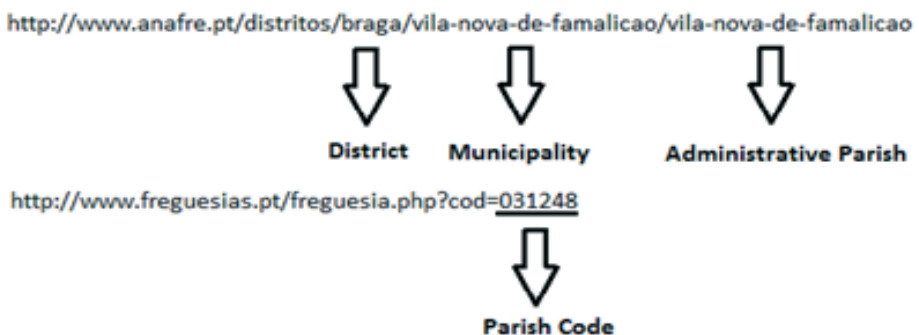 http://www.anafre.pt/distritos/braga/vila-nova-de-famalicao/vila-nova-de-famalicao
District Municipality Administrative Parish
http://www.freguesias.pt/freguesia.php?cod=031248
Parish Code